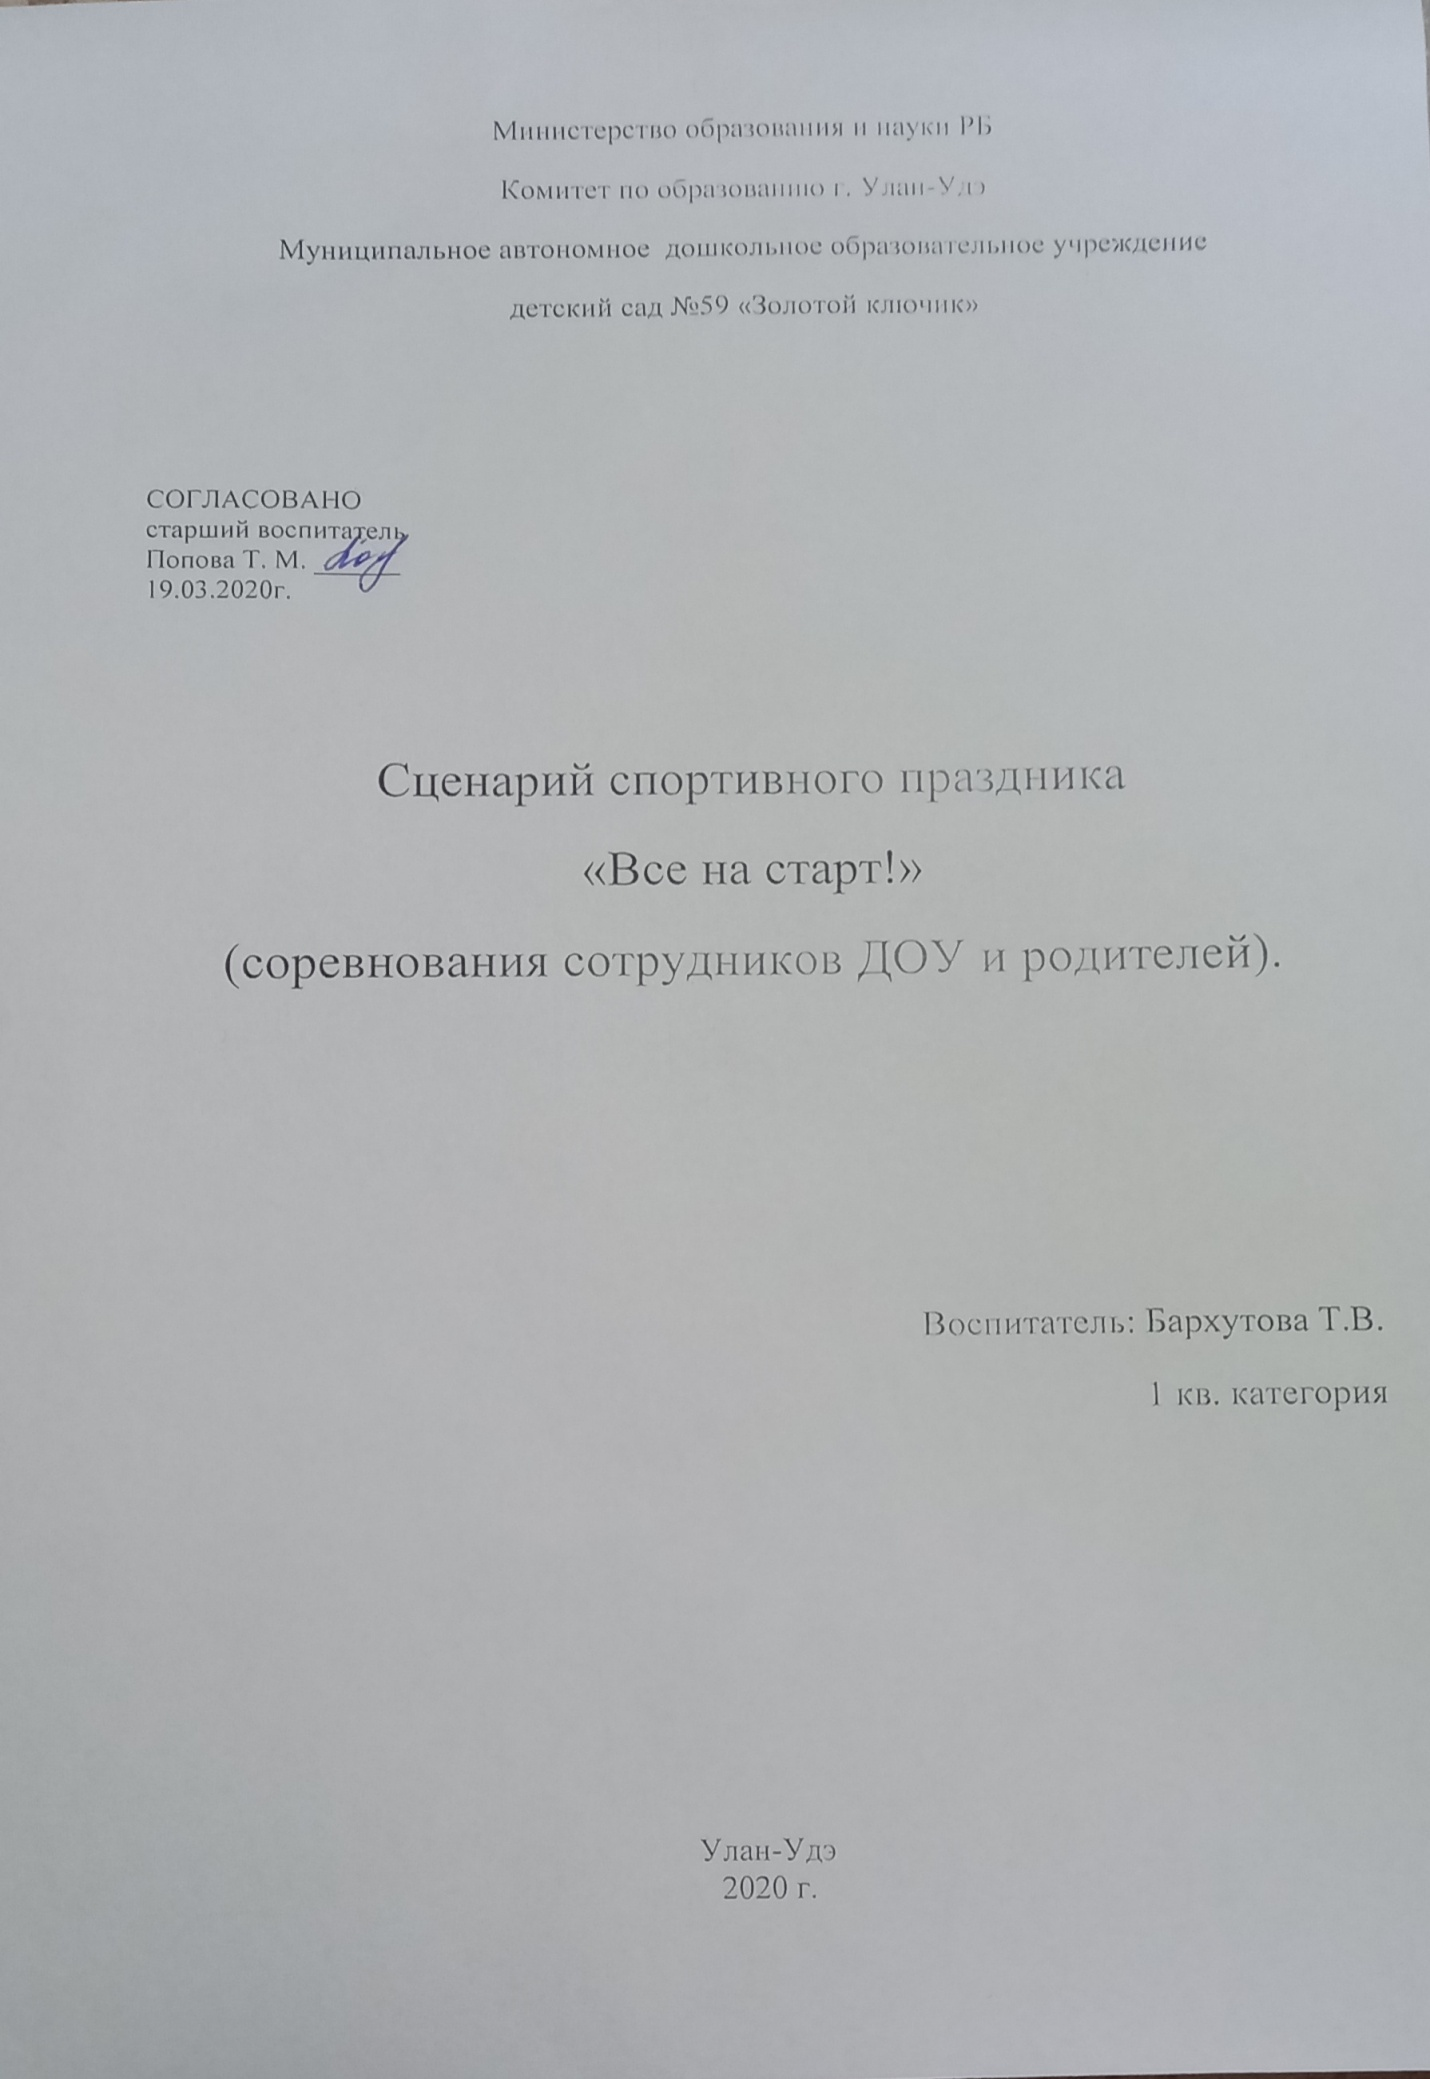 Министерство образования и науки РБ
Комитет по образованию г. Улан-Удэ
Муниципальное автономное дошкольное образовательное учреждение
детский сад №59 «Золотой ключик»
СОГЛАСОВАНО
старший воспитатель
Попова Т. М.
19.03.2020г.
Сценарий спортивного праздника
«Все на старт!»
(соревнования сотрудников ДОУ и родителей).
Воспитатель: Бархутова Т.В.
1 кв. категория
Улан-Удэ
2020 г.